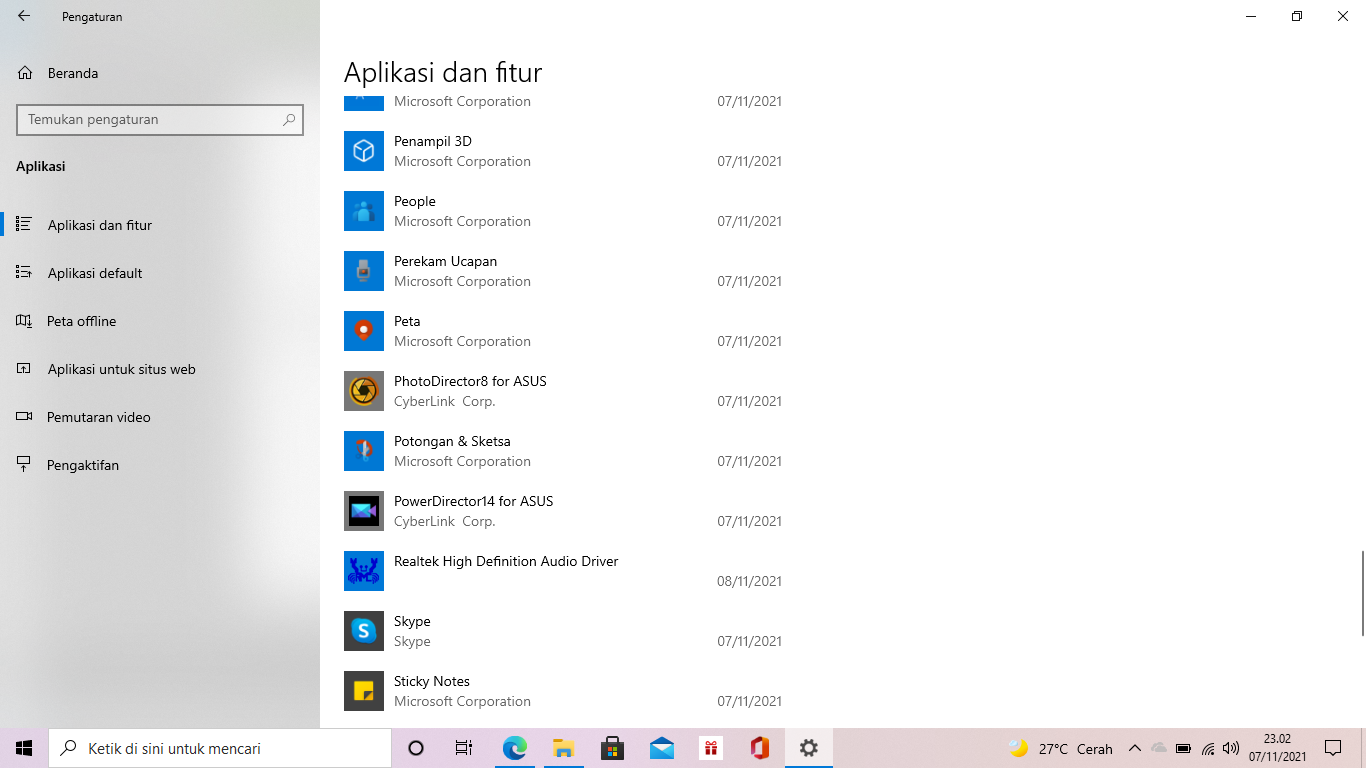 Pengaturan
Beranda
Temukan pengaturan
Aplikasi
Aplikasi dan fitur
Aplikasi default
Peta offline
Aplikasi untuk situs web
Pemutaran video
Pengaktifan
Aplikasi dan fitur
Microsoft Corporation 07/11/2021
Penampil 3D
Microsoft Corporation 07/11/2021
People
Microsoft Corporation 07/11/2021
Perekam Ucapan
Microsoft Corporation 07/11/2021
Peta
Microsoft Corporation 07/11/2021
PhotoDirector8 for ASUS
CyberLink Corp. 07/11/2021
Potongan & Sketsa
Microsoft Corporation 07/11/2021
PowerDirector14 for ASUS
CyberLink Corp. 07/11/2021
Realtek High Definition Audio Driver
08/11/2021
Skype
Skype 07/11/2021
Sticky Notes
Microsoft Corporation 07/11/2021
Ketik di sini untuk mencari
27°C Cerah
23.02
07/11/2021